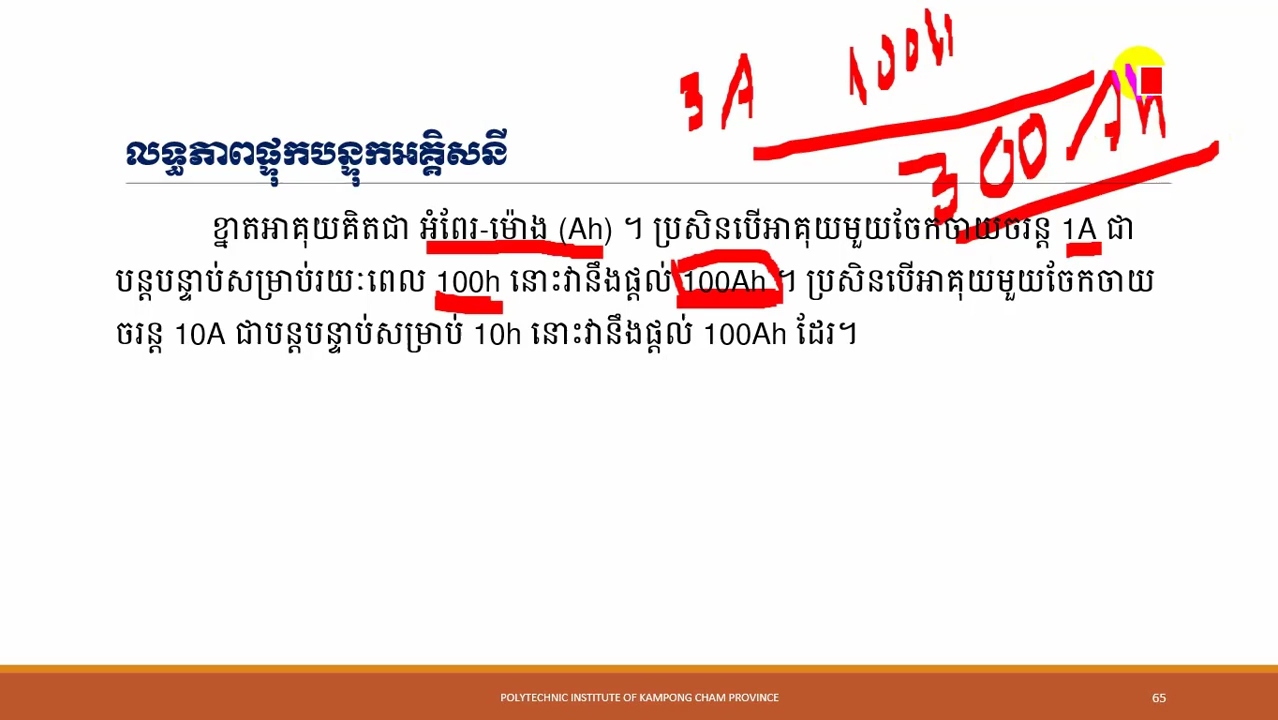 3 A 100h
300 Ah
លទ្ធភាពផ្ទុកបន្ទុកអគ្គិសនី
ខ្នាតអាគុយគិតជា អំពែរ-ម៉ោង (Ah) ។ ប្រសិនបើអាគុយមួយចែកចាយចរន្ត 1A ជា
បន្តបន្ទាប់សម្រាប់រយៈពេល 100h នោះវានឹងផ្តល់ 100Ah ។ ប្រសិនបើអាគុយមួយចែកចាយ
ចរន្ត 10A ជាបន្តបន្ទាប់សម្រាប់ 10h នោះវានឹងផ្តល់ 100Ah ដែរ។
POLYTECHNIC INSTITUTE OF KAMPONG CHAM PROVINCE
65